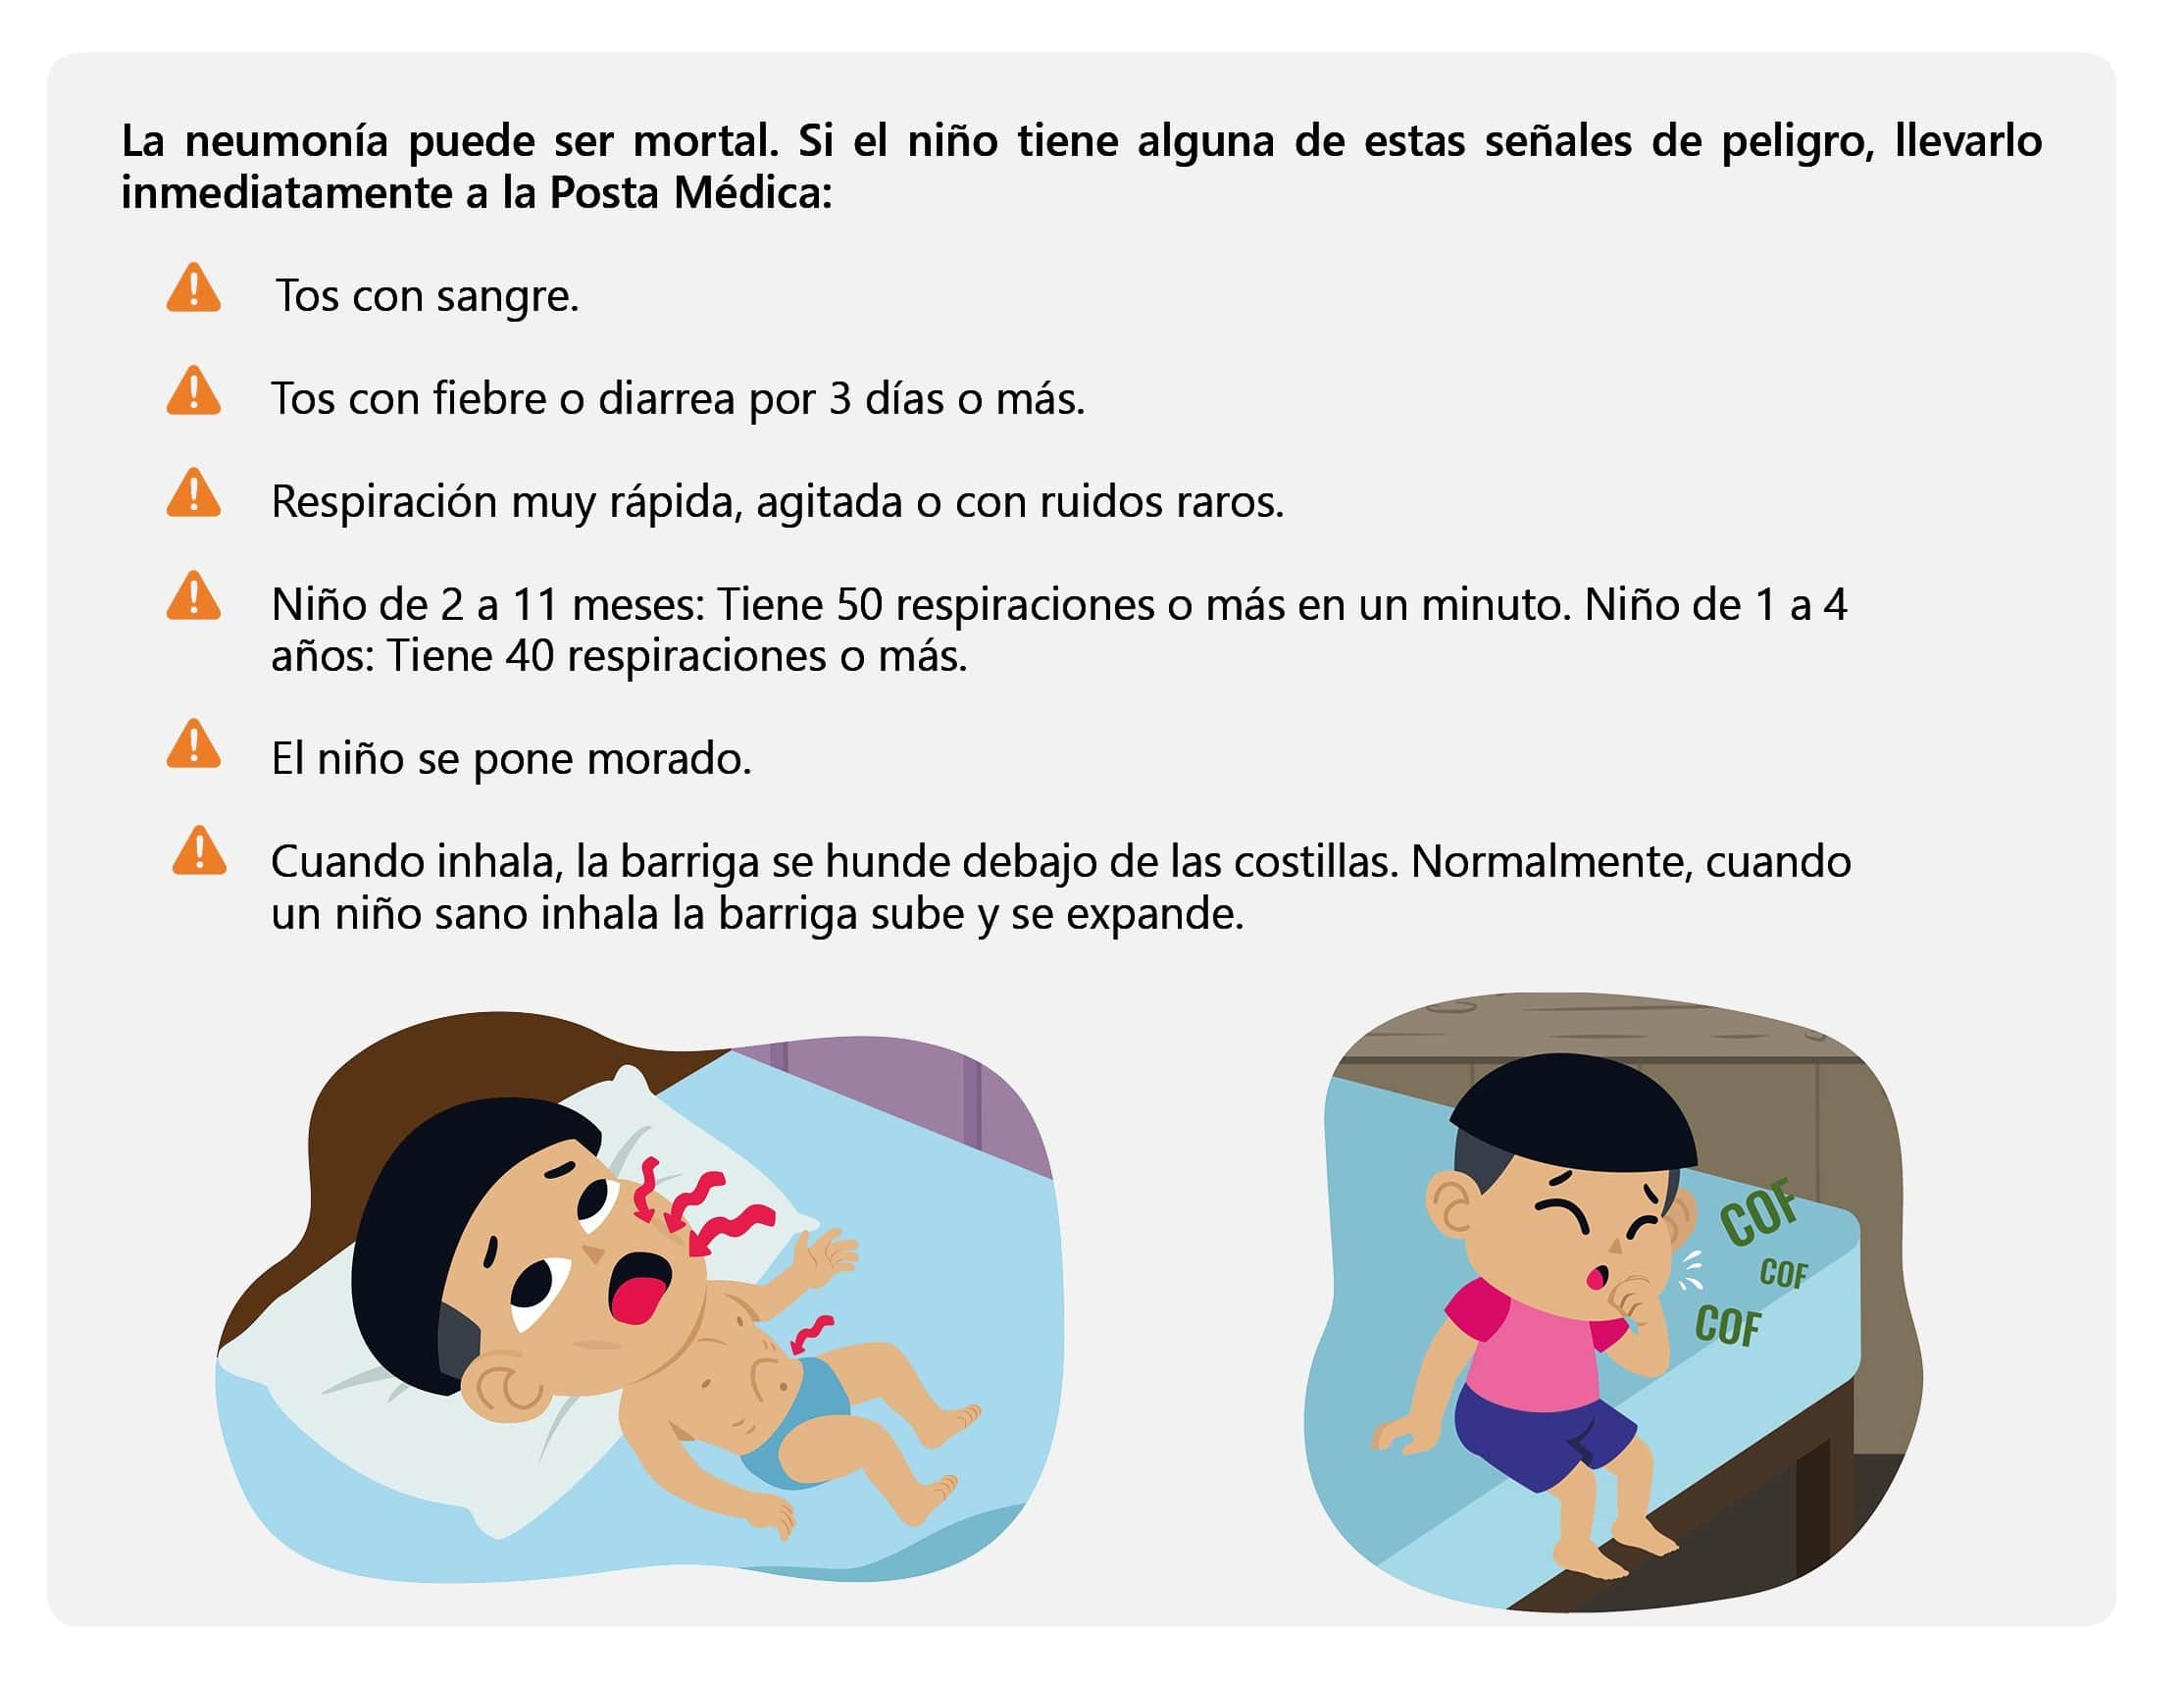 La neumonía puede ser mortal. Si el niño tiene alguna de estas señales de peligro, llevarlo
inmediatamente a la Posta Médica:
Tos con sangre.
Tos con fiebre o diarrea por 3 días o más.
Respiración muy rápida, agitada o con ruidos raros.
Niño de 2 a 11 meses: Tiene 50 respiraciones o más en un minuto. Niño de 1 a 4
años: Tiene 40 respiraciones o más.
El niño se pone morado.
Cuando inhala, la barriga se hunde debajo de las costillas. Normalmente, cuando
un niño sano inhala la barriga sube y se expande.
COF
COF
COF